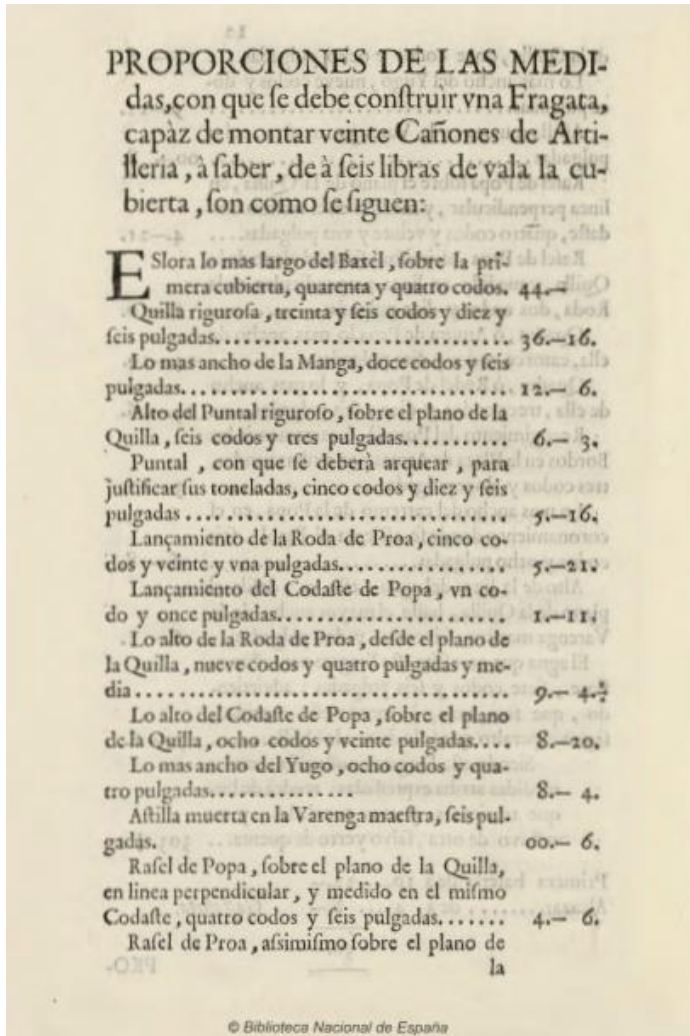 PROPORCIONES DE LAS MEDI-
das, con que ſe debe conſtruir vna Fragata,
capàz de montar veinte Cañones de Arti-
lleria, à ſaber, de à ſeis libras de vala la cu-
bierta, ſon como ſe ſiguen:
ESlora lo mas largo del Baxèl, ſobre la pri-
mera cubierta, quarenta y quatro codos. 44.—
Quilla riguroſa, treinta y ſeis codos y diez y
ſeis pulgadas............................. 36.—16.
Lo mas ancho de la Manga, doce codos y ſeis
pulgadas................................ 12.— 6.
Alto del Puntal riguroſo, ſobre el plano de la
Quilla, ſeis codos y tres pulgadas........... 6.— 3.
Puntal, con que ſe deberà arquear, para
juſtificar ſus toneladas, cinco codos y diez y ſeis
pulgadas ................................ 5.—16.
Lançamiento de la Roda de Proa, cinco co-
dos y veinte y vna pulgadas................. 5.—21.
Lançamiento del Codaſte de Popa, vn co-
do y once pulgadas....................... 1.—11.
Lo alto de la Roda de Proa, deſde el plano de
la Quilla, nueve codos y quatro pulgadas y me-
dia..................................... 9.— 4.½
Lo alto del Codaſte de Popa, ſobre el plano
de la Quilla, ocho codos y veinte pulgadas.... 8.—20.
Lo mas ancho del Yugo, ocho codos y qua-
tro pulgadas............... 8.— 4.
Aſtilla muerta en la Varenga maeſtra, ſeis pul-
gadas. 00.— 6.
Raſel de Popa, ſobre el plano de la Quilla,
en linea perpendicular, y medido en el miſmo
Codaſte, quatro codos y ſeis pulgadas....... 4.— 6.
Raſel de Proa, aſsimiſmo ſobre el plano de
la
© Biblioteca Nacional de España